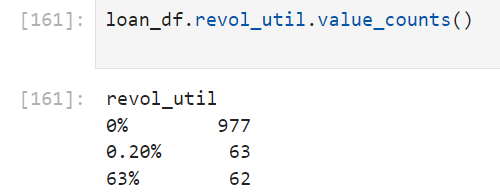 [161]: loan_df.revol_util.value_counts()
[161]: revol_util
0% 977
0.20% 63
63% 62